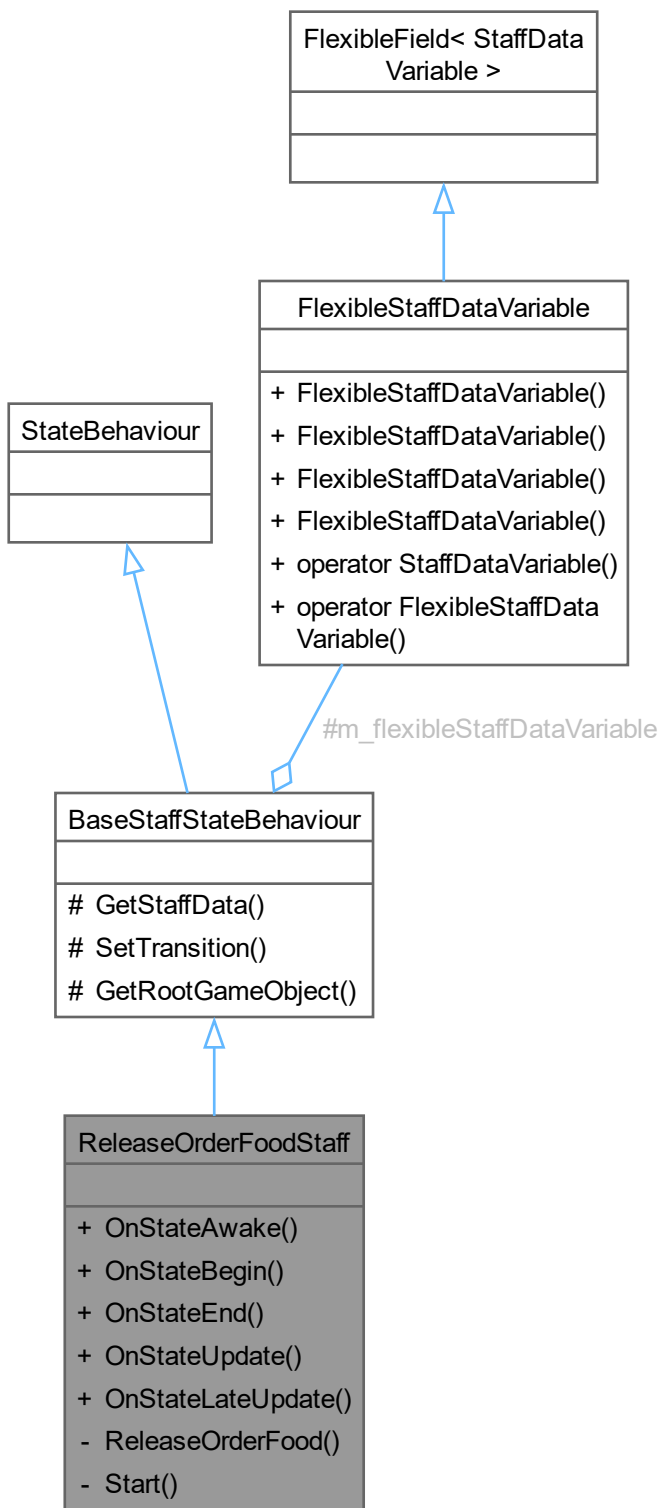 FlexibleField< StaffData
Variable >
FlexibleStaffDataVariable
+ FlexibleStaffDataVariable()
+ FlexibleStaffDataVariable()
+ FlexibleStaffDataVariable()
+ FlexibleStaffDataVariable()
+ operator StaffDataVariable()
+ operator FlexibleStaffData
Variable()
StateBehaviour
#m_flexibleStaffDataVariable
BaseStaffStateBehaviour
# GetStaffData()
# SetTransition()
# GetRootGameObject()
ReleaseOrderFoodStaff
+ OnStateAwake()
+ OnStateBegin()
+ OnStateEnd()
+ OnStateUpdate()
+ OnStateLateUpdate()
- ReleaseOrderFood()
- Start()